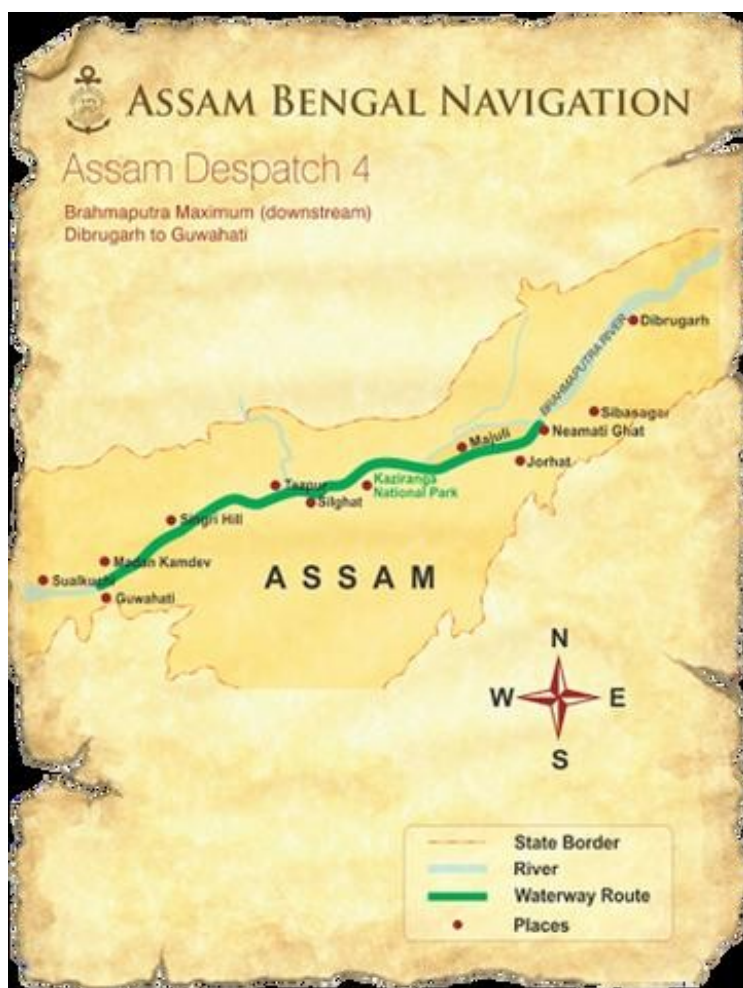 ASSAM BENGAL NAVIGATION
Assam Despatch 4
Brahmaputra Maximum (downstream)
Dibrugarh to Guwahati
Dibrugarh
BRAHMAPUTRA RIVER
Sibasagar
Neamati Ghat
Majuli
Jorhat
Kaziranga
National Park
Tezpur
Silghat
Singri Hill
Madan Kamdev
Sualkuchi
Guwahati
ASSAM
N
W E
S
State Border
River
Waterway Route
Places